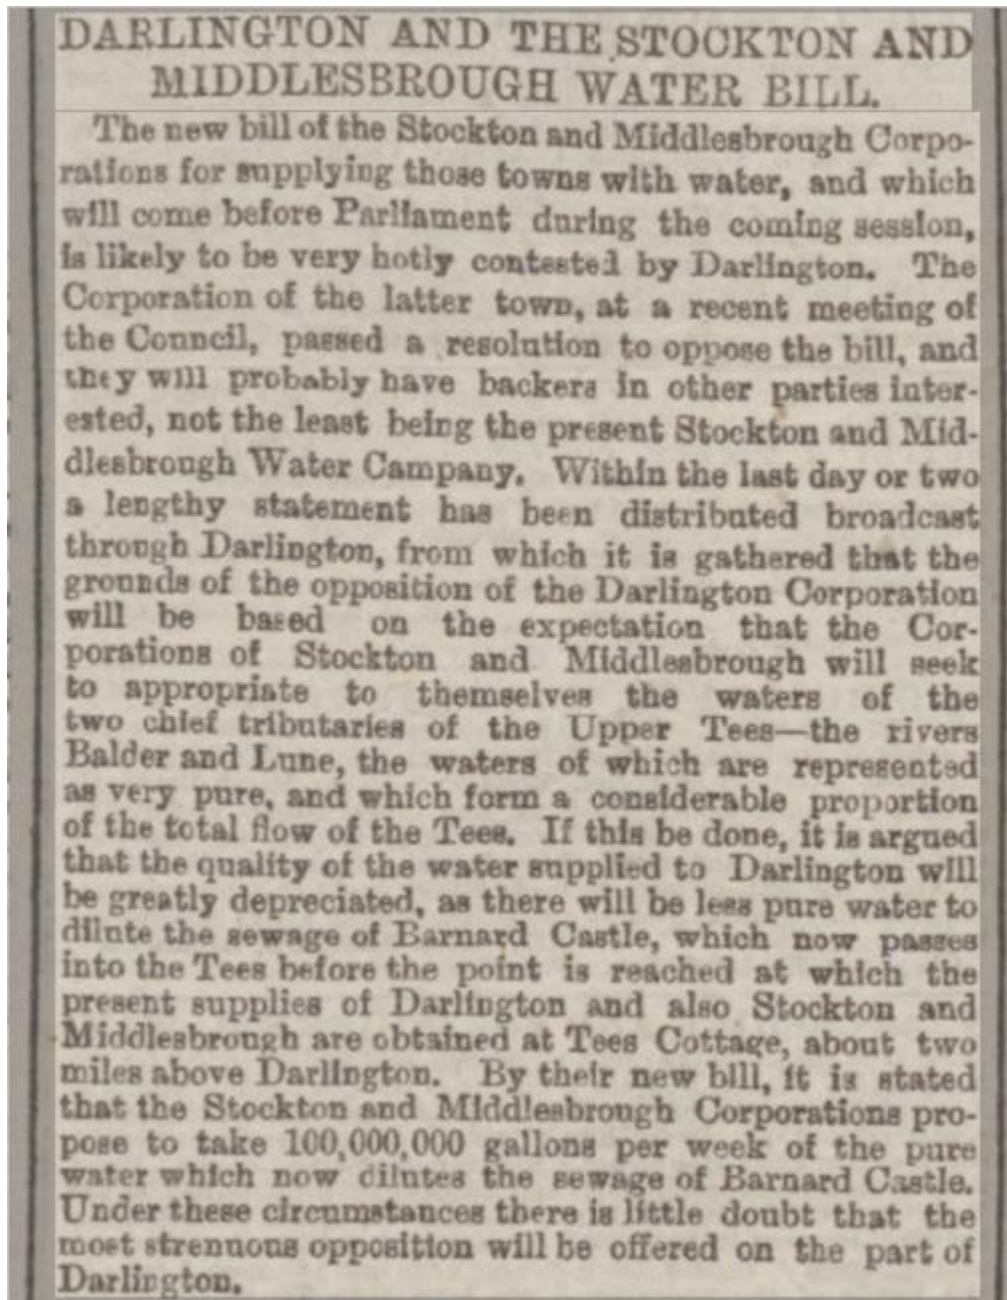 DARLINGTON AND THE STOCKTON AND
MIDDLESBROUGH WATER BILL.
The new bill of the Stockton and Middlesbrough Corpo-
rations for supplying those towns with water, and which
will come before Parliament during the coming session,
is likely to be very hotly contested by Darlington. The
Corporation of the latter town, at a recent meeting of
the Council, passed a resolution to oppose the bill, and
they will probably have backers in other parties inter-
ested, not the least being the present Stockton and Mid-
dlesbrough Water Campany. Within the last day or two
a lengthy statement has been distributed broadcast
through Darlington, from which it is gathered that the
grounds of the opposition of the Darlington Corporation
will be based on the expectation that the Cor-
porations of Stockton and Middlesbrough will seek
to appropriate to themselves the waters of the
two chief tributaries of the Upper Tees—the rivers
Balder and Lune, the waters of which are represented
as very pure, and which form a considerable proportion
of the total flow of the Tees. If this be done, it is argued
that the quality of the water supplied to Darlington will
be greatly depreciated, as there will be less pure water to
dilute the sewage of Barnard Castle, which now passes
into the Tees before the point is reached at which the
present supplies of Darlington and also Stockton and
Middlesbrough are obtained at Tees Cottage, about two
miles above Darlington. By their new bill, it is stated
that the Stockton and Middlesbrough Corporations pro-
pose to take 100,000,000 gallons per week of the pure
water which now dilutes the sewage of Barnard Castle.
Under these circumstances there is little doubt that the
most strenuous opposition will be offered on the part of
Darlington.